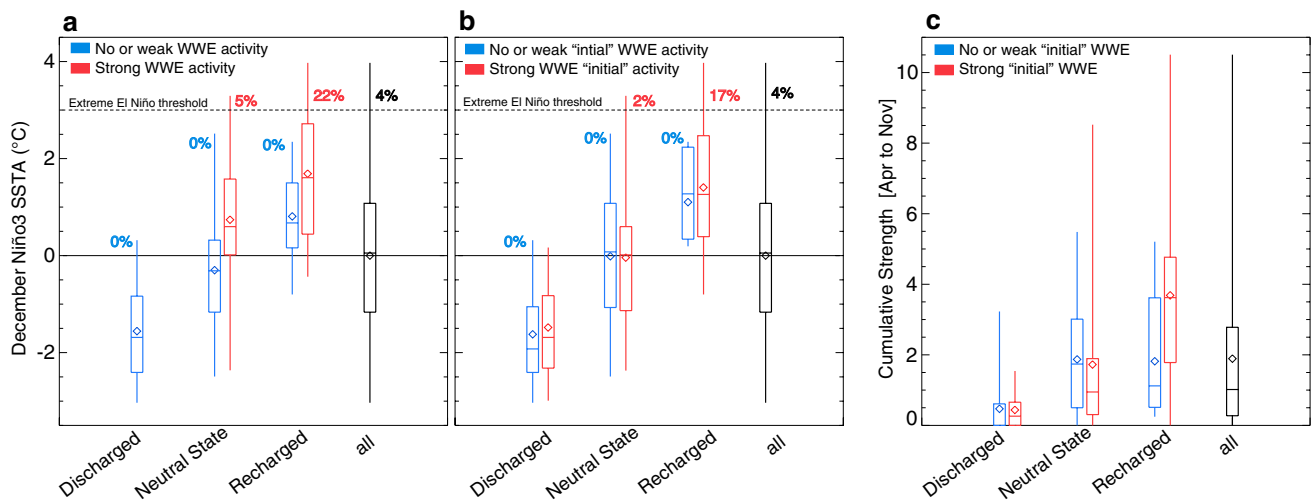 a
No or weak WWE activity
Strong WWE activity
Extreme El Niño threshold
5%
22%
4%
0%
0%
0%
4
2
0
-2
December Niño3 SSTA (°C)
Discharged
Neutral State
Recharged
all
b
No or weak “intial” WWE activity
Strong WWE “initial” activity
Extreme El Niño threshold
2%
17%
4%
0%
0%
0%
Discharged
Neutral State
Recharged
all
c
No or weak “initial” WWE
Strong “initial” WWE
10
8
6
4
2
0
Cumulative Strength [Apr to Nov]
Discharged
Neutral State
Recharged
all